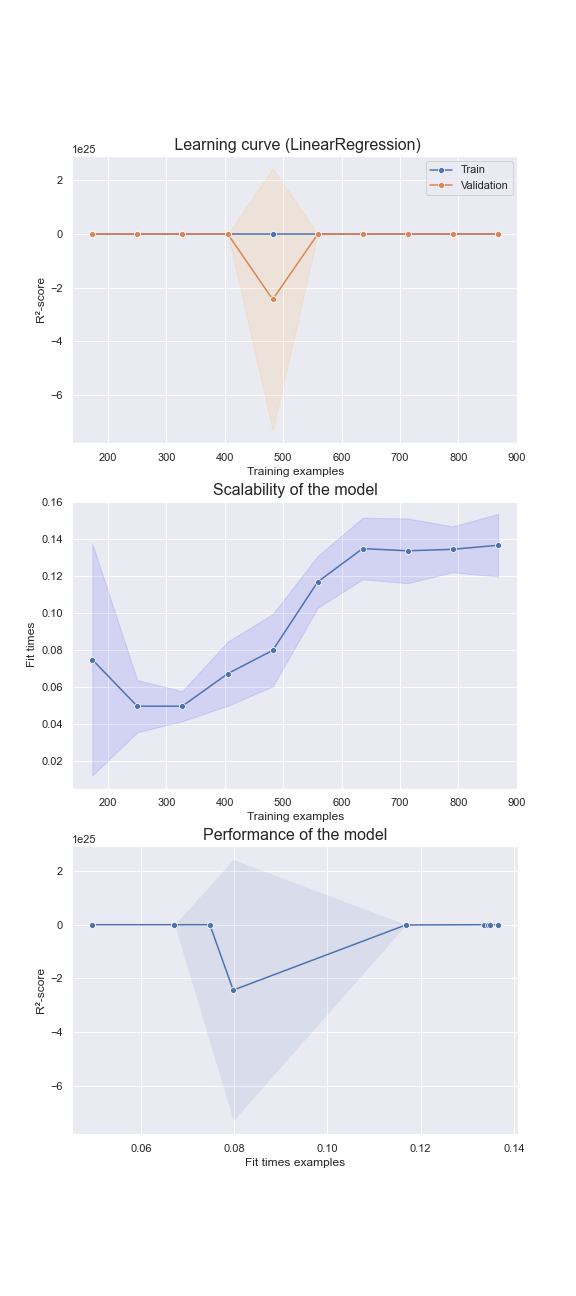 Learning curve (LinearRegression)
1e25
Train
Validation
2
0
−2
−4
−6
R²-score
200 300 400 500 600 700 800 900
Training examples
Scalability of the model
0.16
0.14
0.12
0.10
0.08
0.06
0.04
0.02
Fit times
200 300 400 500 600 700 800 900
Training examples
Performance of the model
1e25
2
0
−2
−4
−6
R²-score
0.06 0.08 0.10 0.12 0.14
Fit times examples